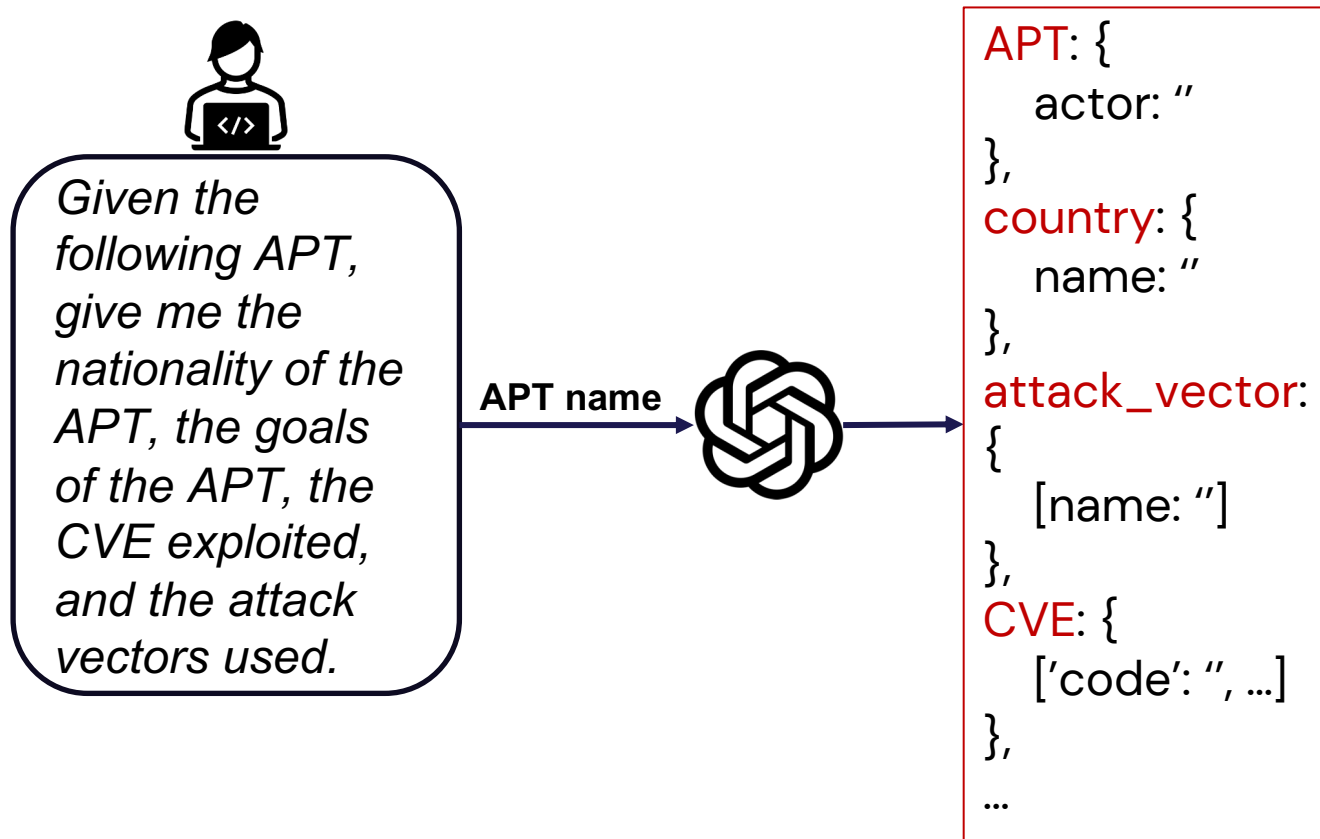 </>
Given the
following APT,
give me the
nationality of the
APT, the goals
of the APT, the
CVE exploited,
and the attack
vectors used.
APT name
APT: {
actor: ‘’
},
country: {
name: ‘’
},
attack_vector:
{
[name: ‘’]
},
CVE: {
[’code’: ‘’, …]
},
…